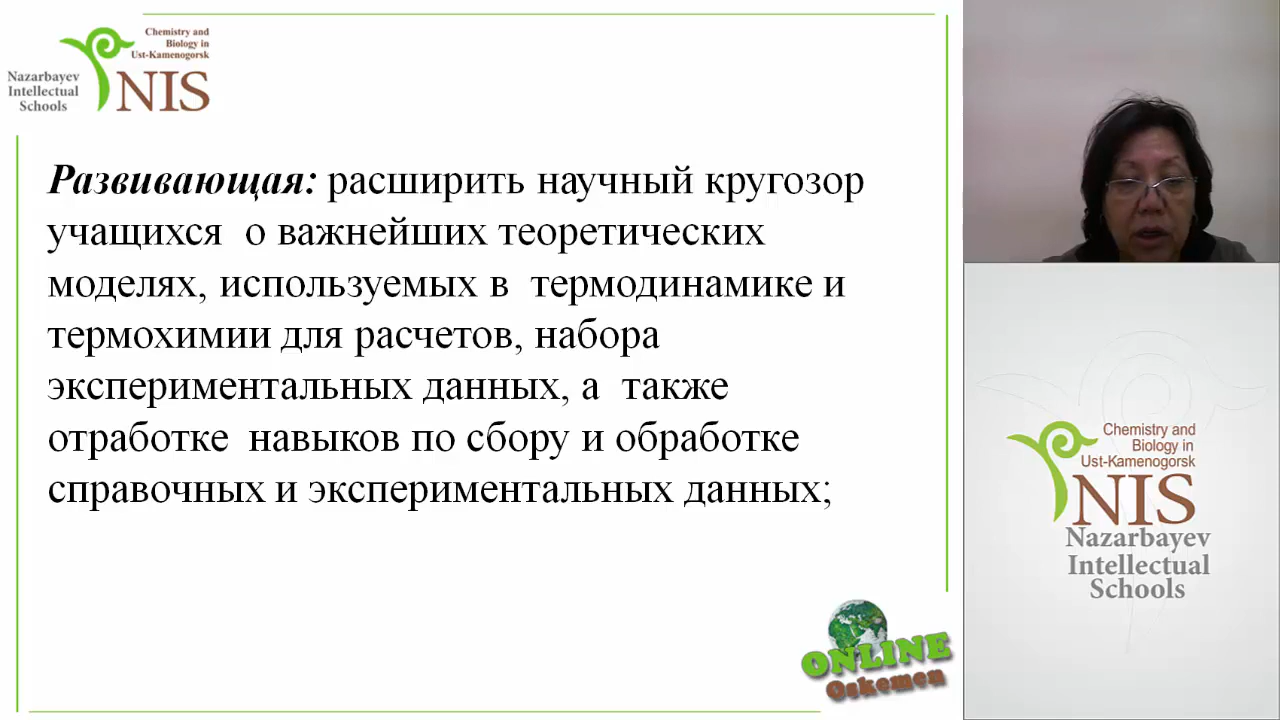 Chemistry and
Biology in
Ust-Kamenogorsk
Nazarbayev
Intellectual
Schools
NIS
Развивающая: расширить научный кругозор
учащихся о важнейших теоретических
моделях, используемых в термодинамике и
термохимии для расчетов, набора
экспериментальных данных, а также
отработке навыков по сбору и обработке
справочных и экспериментальных данных;
ONLINE
Oskemen
Chemistry and
Biology in
Ust-Kamenogorsk
NIS
Nazarbayev
Intellectual
Schools